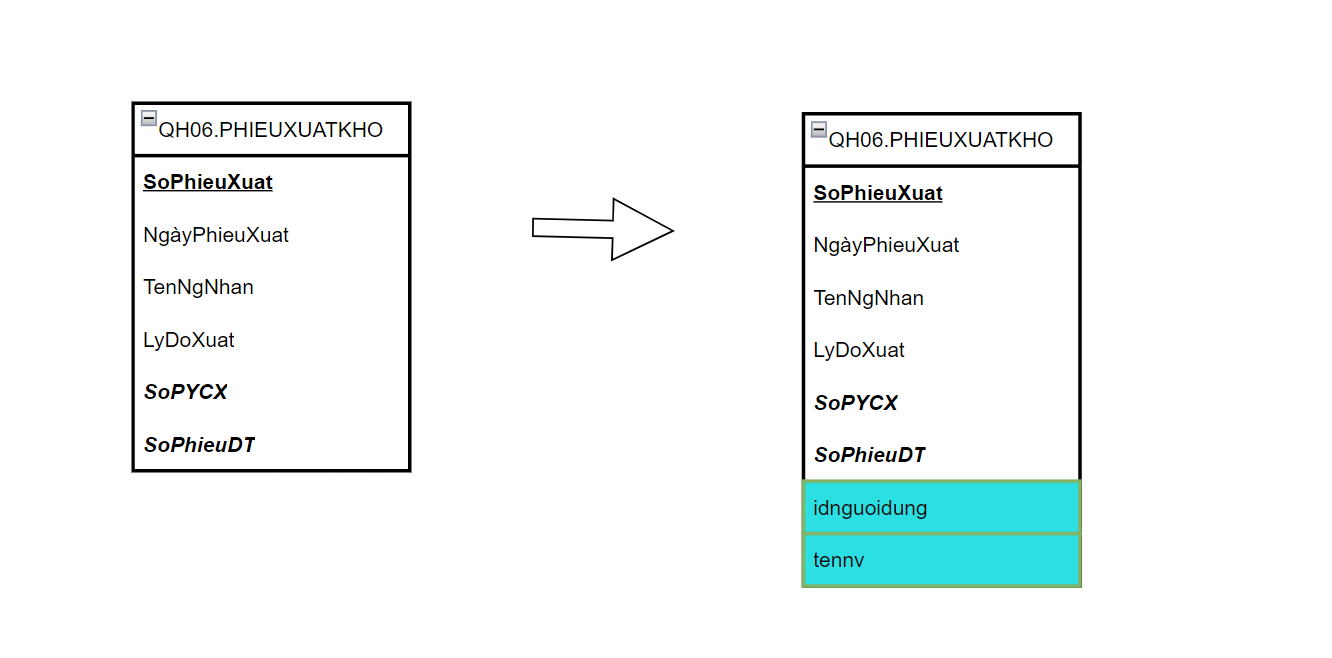 QH06.PHIEUXUATKHO
SoPhieuXuat
NgàyPhieuXuat
TenNgNhan
LyDoXuat
SoPYCX
SoPhieuDT
QH06.PHIEUXUATKHO
SoPhieuXuat
NgàyPhieuXuat
TenNgNhan
LyDoXuat
SoPYCX
SoPhieuDT
idnguoidung
tennv